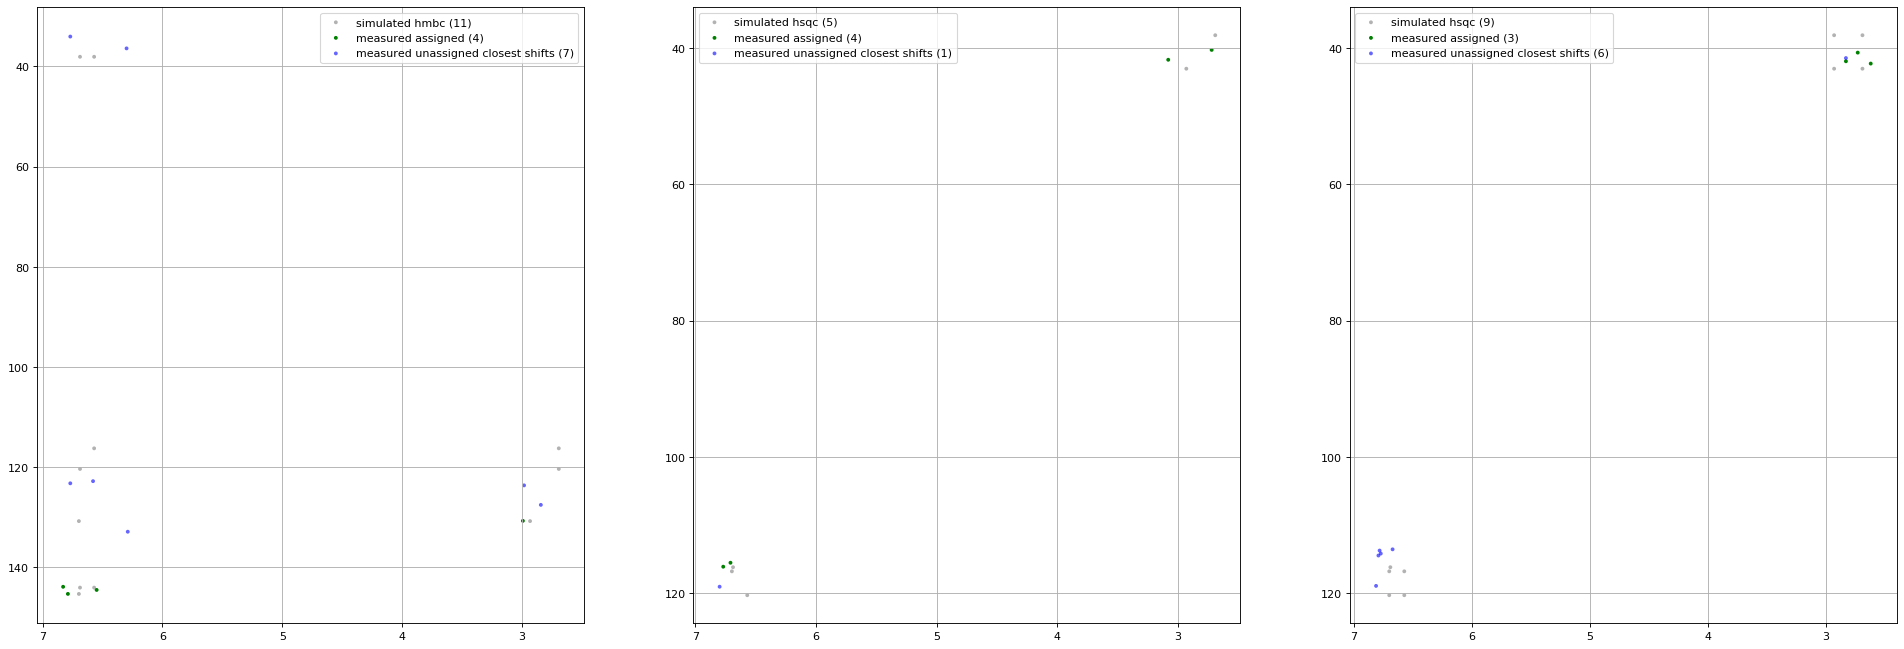 simulated hmbc (11)
measured assigned (4)
measured unassigned closest shifts (7)
40
60
80
100
120
140
7 6 5 4 3
simulated hsqc (5)
measured assigned (4)
measured unassigned closest shifts (1)
40
60
80
100
120
7 6 5 4 3
simulated hsqc (9)
measured assigned (3)
measured unassigned closest shifts (6)
40
60
80
100
120
7 6 5 4 3